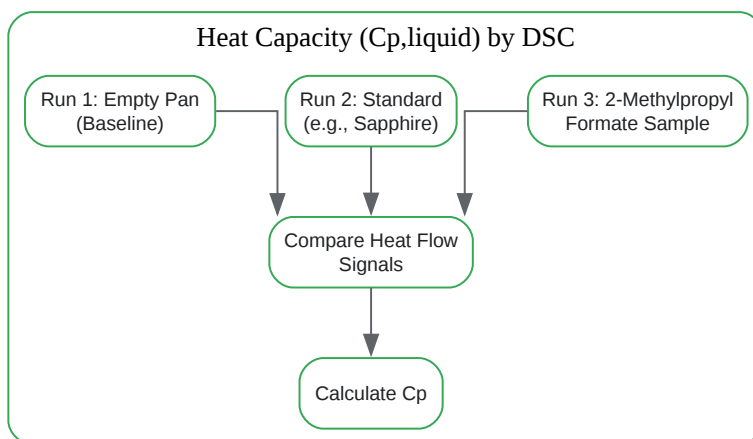 Heat Capacity (Cp,liquid) by DSC
Run 1: Empty Pan
(Baseline)
Run 2: Standard
(e.g., Sapphire)
Run 3: 2-Methylpropyl
Formate Sample
Compare Heat Flow
Signals
Calculate Cp